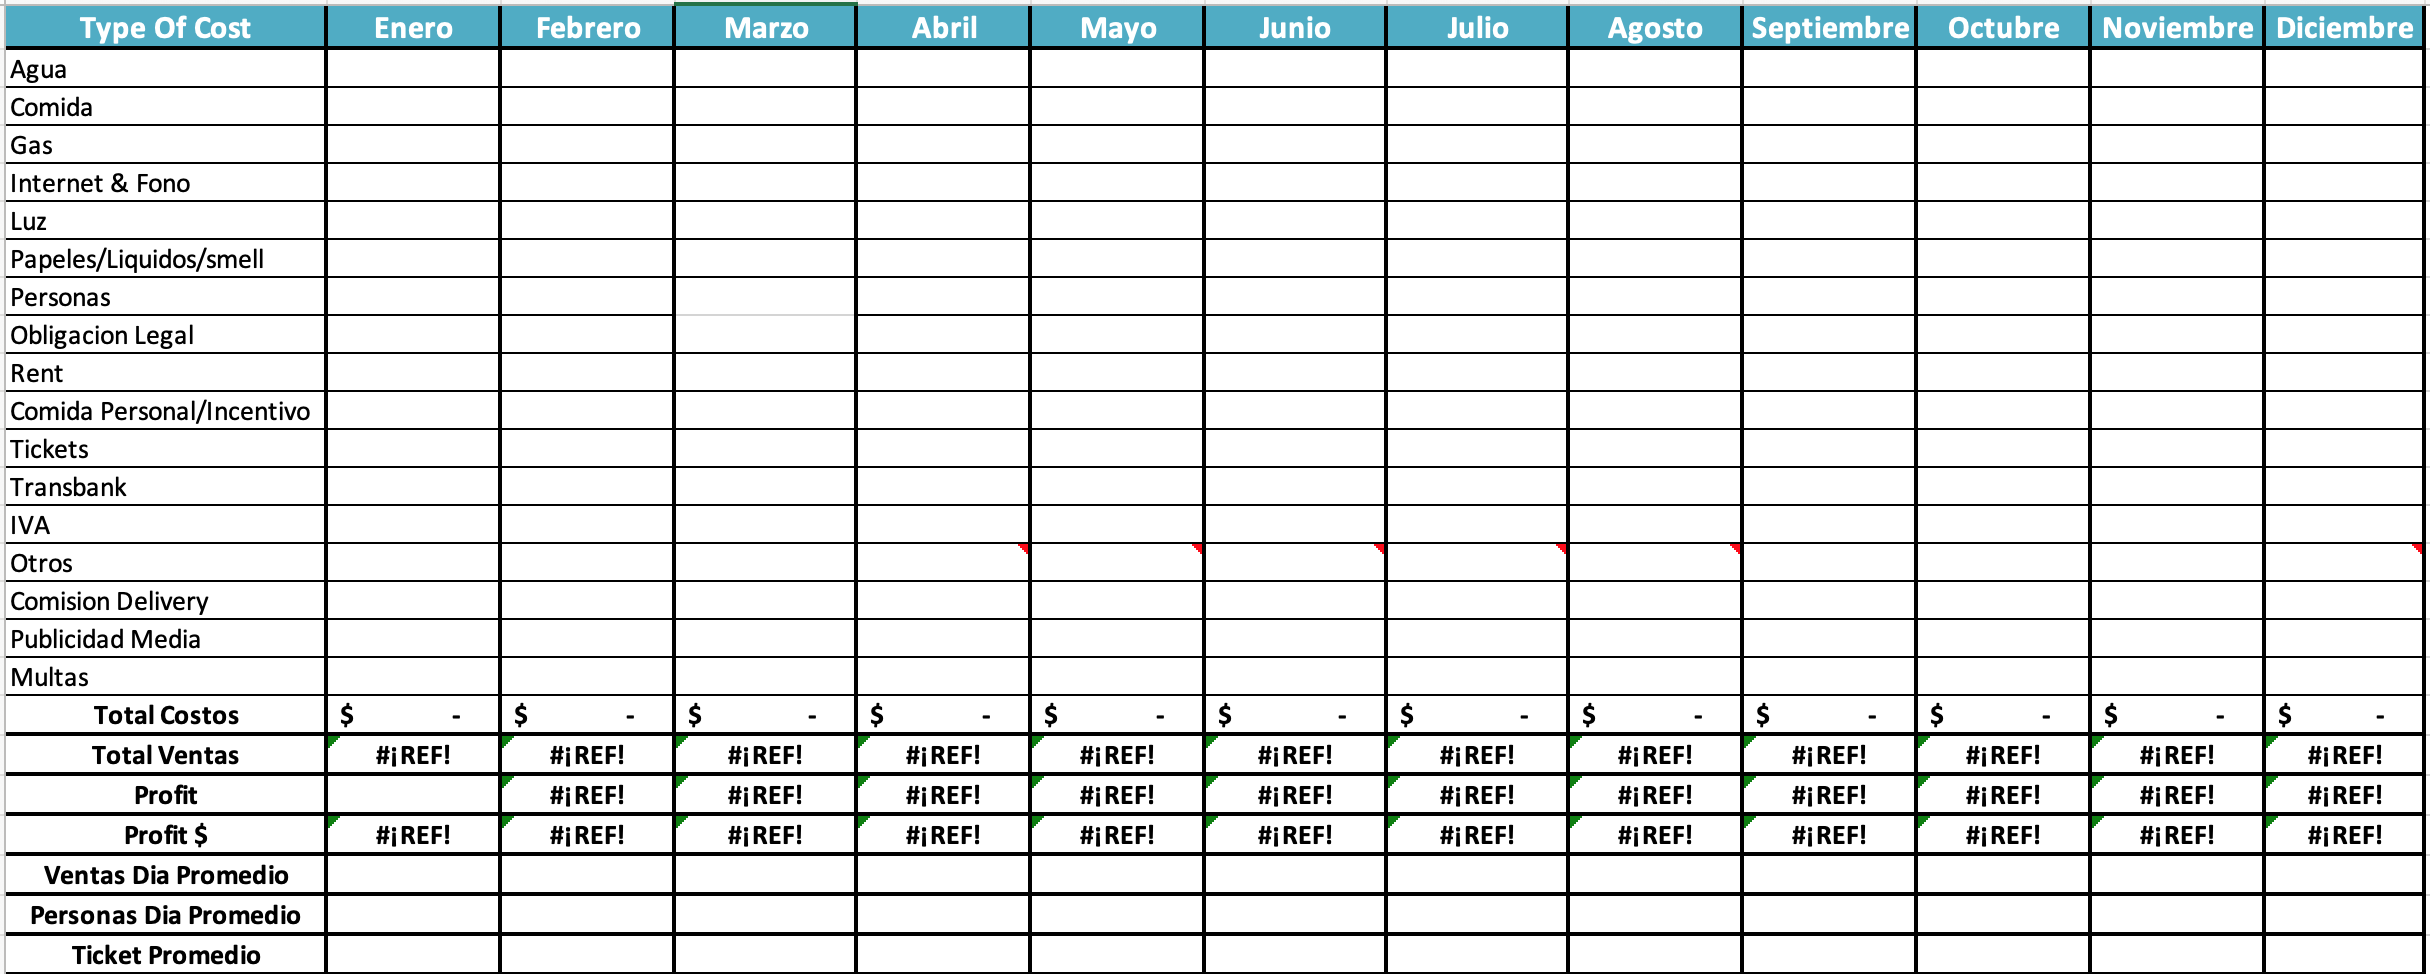 Type Of Cost Enero Febrero Marzo Abril Mayo Junio Julio Agosto Septiembre Octubre Noviembre Diciembre
Agua
Comida
Gas
Internet & Fono
Luz
Papeles/Liquidos/smell
Personas
Obligacion Legal
Rent
Comida Personal/Incentivo
Tickets
Transbank
IVA
Otros
Comision Delivery
Publicidad Media
Multas
Total Costos $ - $ - $ - $ - $ - $ - $ - $ - $ - $ - $ - $ -
Total Ventas #¡REF! #¡REF! #¡REF! #¡REF! #¡REF! #¡REF! #¡REF! #¡REF! #¡REF! #¡REF! #¡REF! #¡REF!
Profit #¡REF! #¡REF! #¡REF! #¡REF! #¡REF! #¡REF! #¡REF! #¡REF! #¡REF! #¡REF! #¡REF!
Profit $ #¡REF! #¡REF! #¡REF! #¡REF! #¡REF! #¡REF! #¡REF! #¡REF! #¡REF! #¡REF! #¡REF! #¡REF!
Ventas Dia Promedio
Personas Dia Promedio
Ticket Promedio